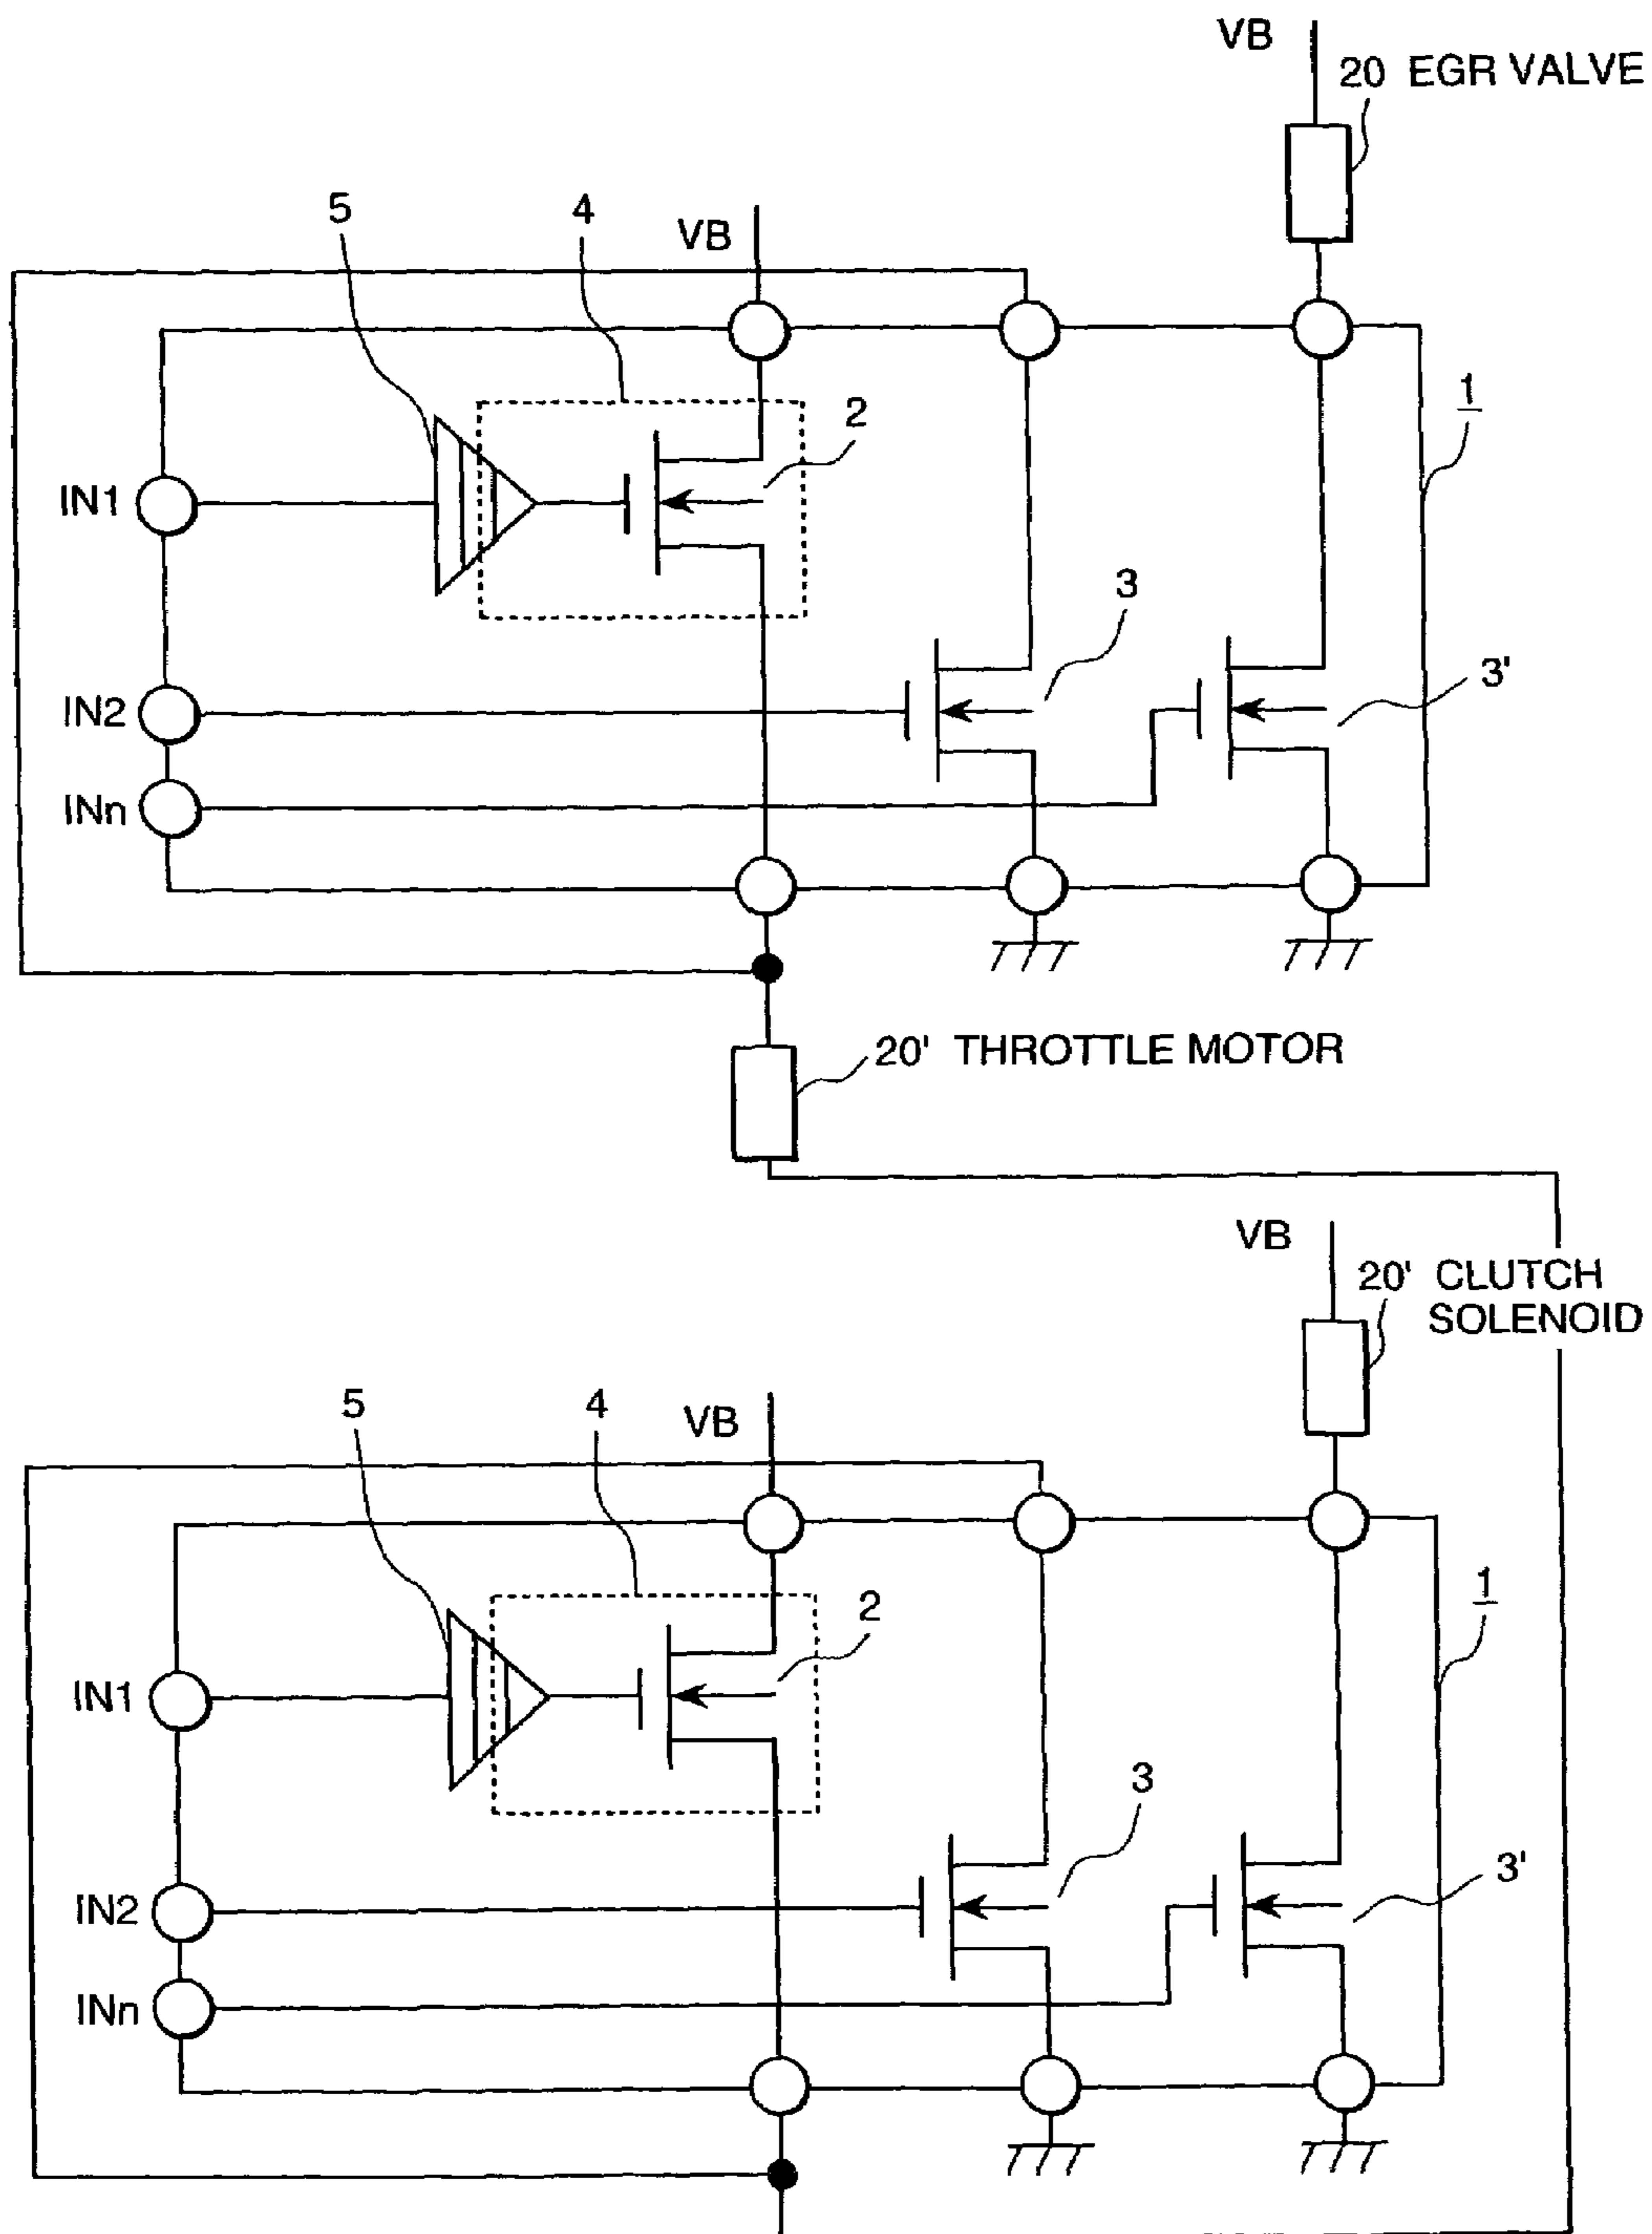 VB
20 EGR VALVE
5
4
VB
1
2
IN1
3
3'
IN2
INn
20' THROTTLE MOTOR
VB
20' CLUTCH
SOLENOID
5
4
VB
1
2
IN1
3
3'
IN2
INn